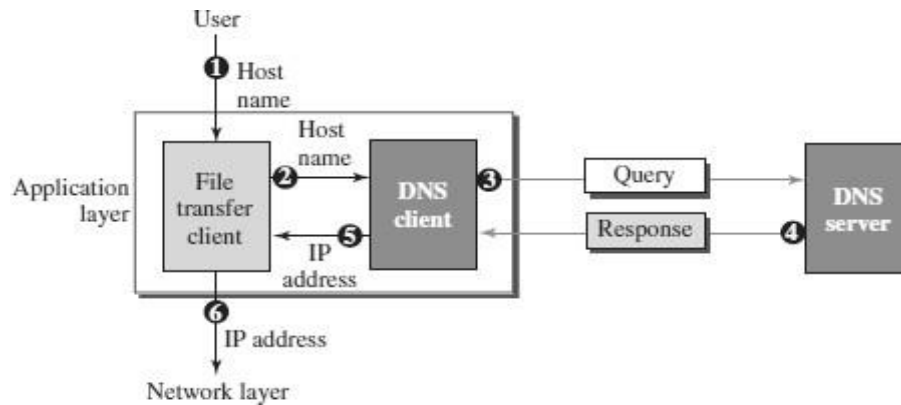 User
1
Host
name
Host
name
Application
layer
File
transfer
client
2
DNS
client
3
Query
DNS
server
Response
4
5
IP
address
6
IP address
Network layer